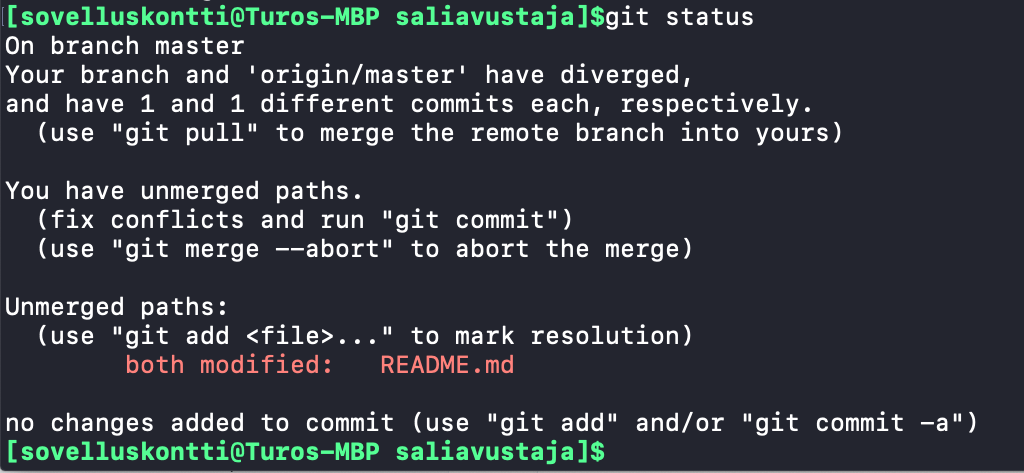 [sovelluskontti@Turos-MBP saliavustaja]$git status
On branch master
Your branch and 'origin/master' have diverged,
and have 1 and 1 different commits each, respectively.
  (use "git pull" to merge the remote branch into yours)

You have unmerged paths.
  (fix conflicts and run "git commit")
  (use "git merge --abort" to abort the merge)

Unmerged paths:
  (use "git add <file>..." to mark resolution)
        both modified:   README.md

no changes added to commit (use "git add" and/or "git commit -a")
[sovelluskontti@Turos-MBP saliavustaja]$